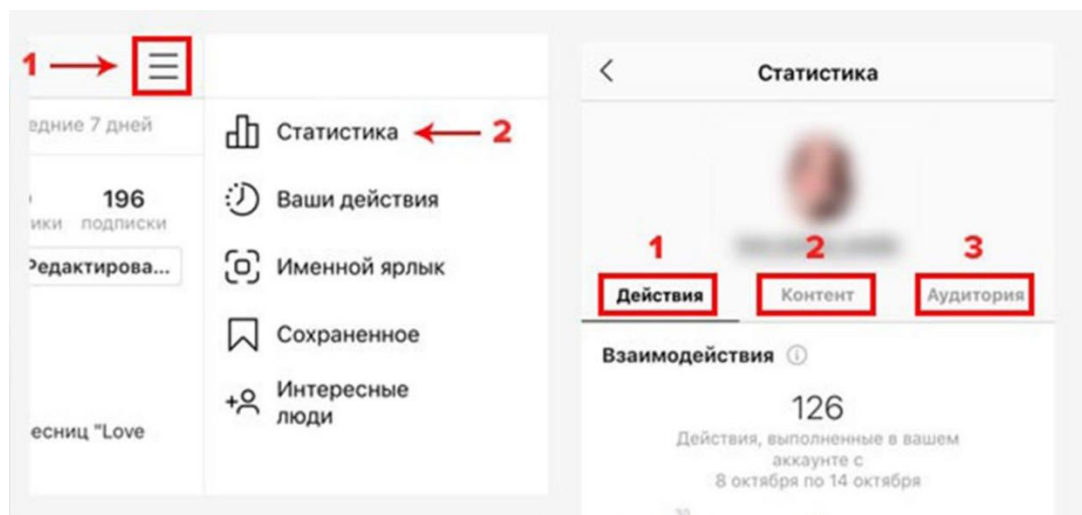 1
едние 7 дней
196
ики подписки
Редактирова...
есниц "Love
Статистика 2
Ваши действия
Именной ярлык
Сохраненное
Интересные
люди
Статистика
1 2 3
Действия Контент Аудитория
Взаимодействия
126
Действия, выполненные в вашем
аккаунте с
8 октября по 14 октября